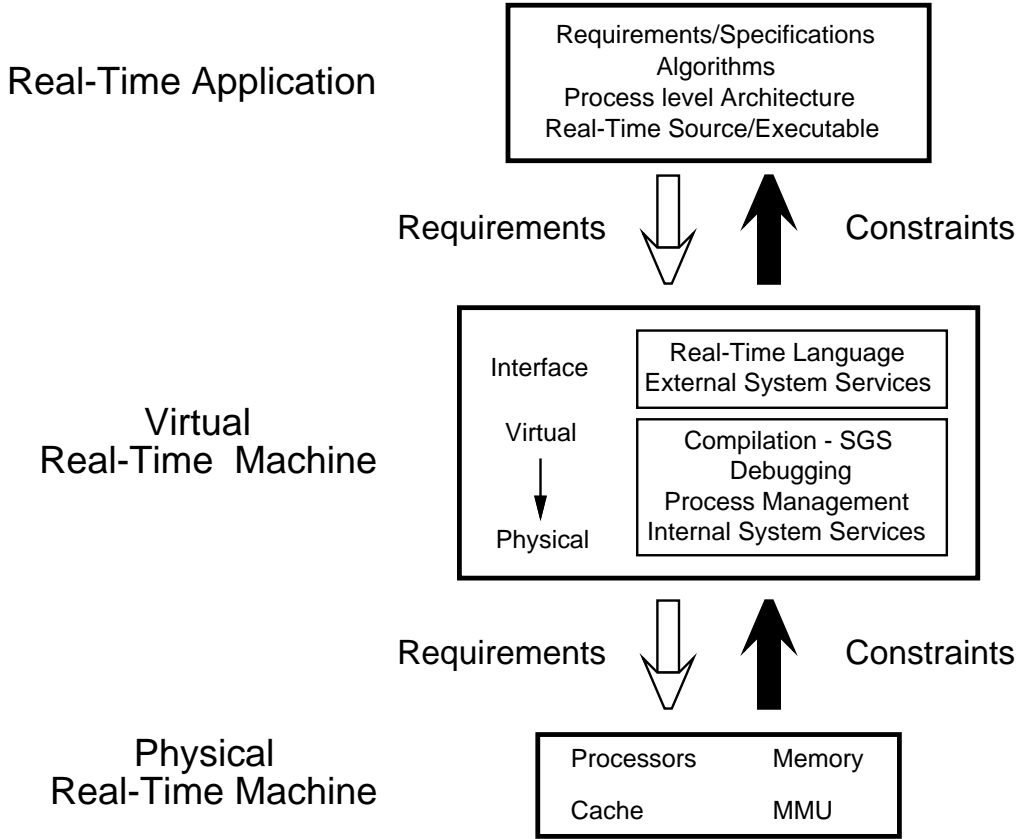 Real-Time Application
Requirements/Specifications
Algorithms
Process level Architecture
Real-Time Source/Executable
Requirements
Constraints
Virtual
Real-Time Machine
Interface
Real-Time Language
External System Services
Virtual
Physical
Compilation - SGS
Debugging
Process Management
Internal System Services
Requirements
Constraints
Physical
Real-Time Machine
Processors
Memory
Cache
MMU